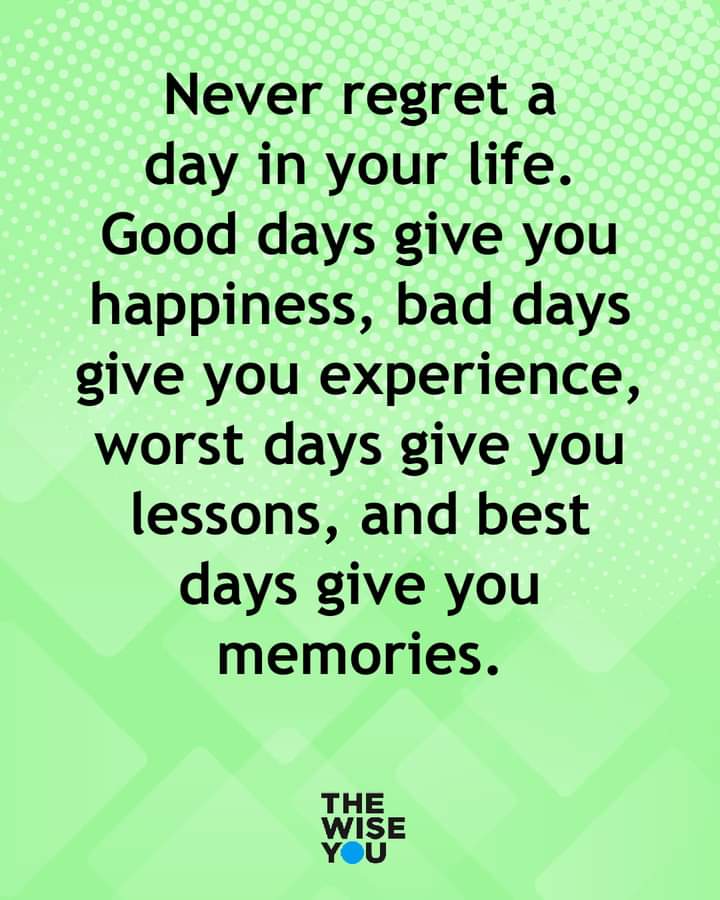 Never regret a
day in your life.
Good days give you
happiness, bad days
give you experience,
worst days give you
lessons, and best
days give you
memories.
THE
WISE
YOU